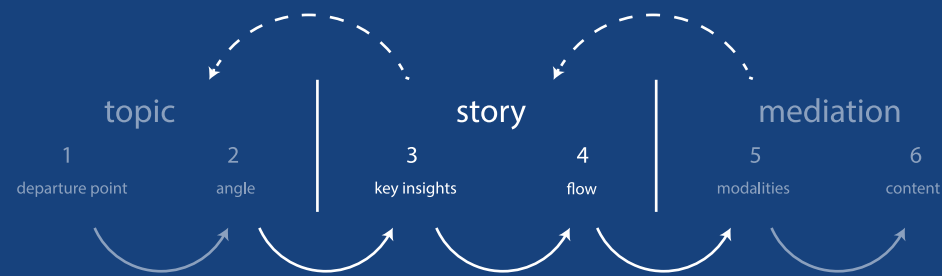 topic
story
mediation
1
2
3
4
5
6
departure point
angle
key insights
flow
modalities
content